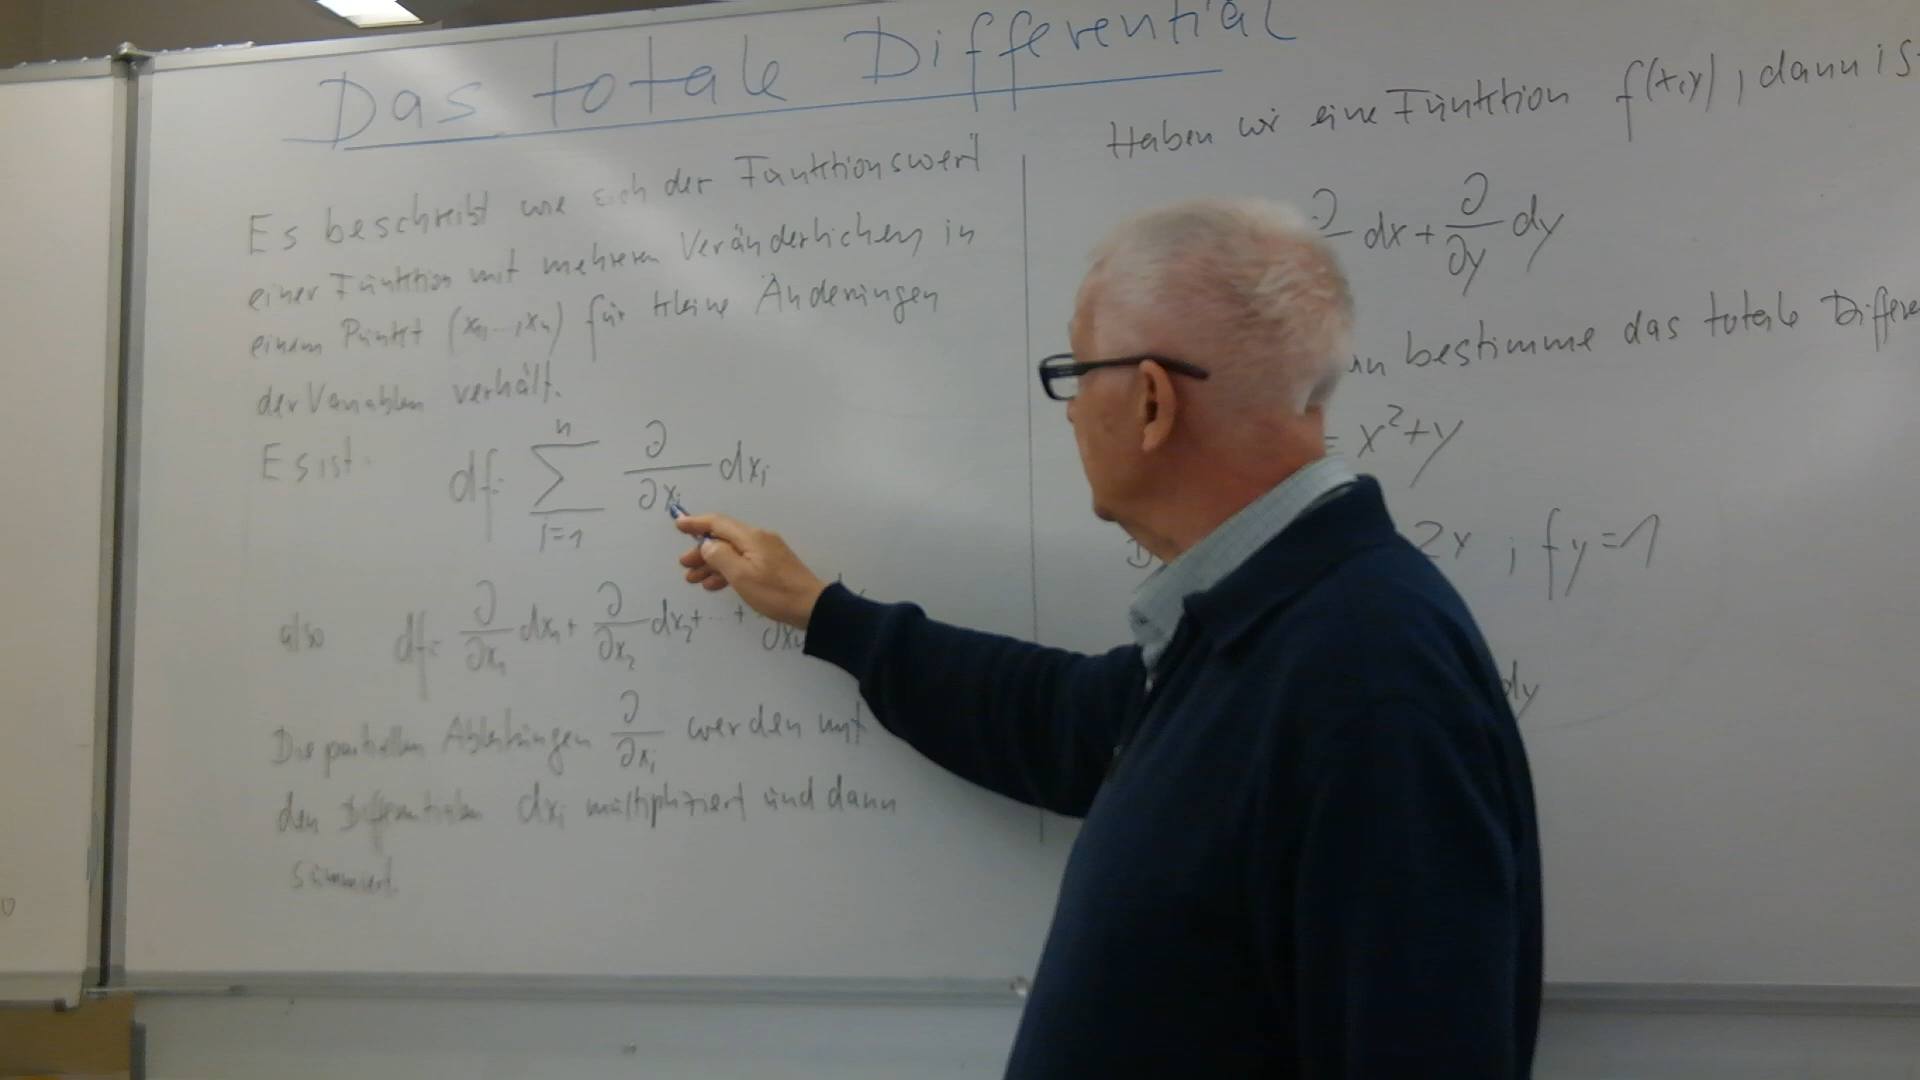 Das totale Differential
Es beschreibt wie sich der Funktionswert
einer Funktion mit mehreren Veränderlichen in
einem Punkt (x₁,...,xₙ) für kleine Änderungen
der Variablen verhält.
Es ist: df= ∑ i=1 n ∂/∂xᵢ dxᵢ
also df= ∂/∂x₁ dx₁ + ∂/∂x₂ dx₂ + ... + ∂xₙ
Die partiellen Ableitungen ∂/∂xᵢ werden mit
den Differentialen dxᵢ multipliziert und dann
summiert.
Haben wir eine Funktion f(x,y), dann is
∂ dx + ∂/∂y dy
bestimme das totale Differe
= x²+y
2x ; fy=1
dy